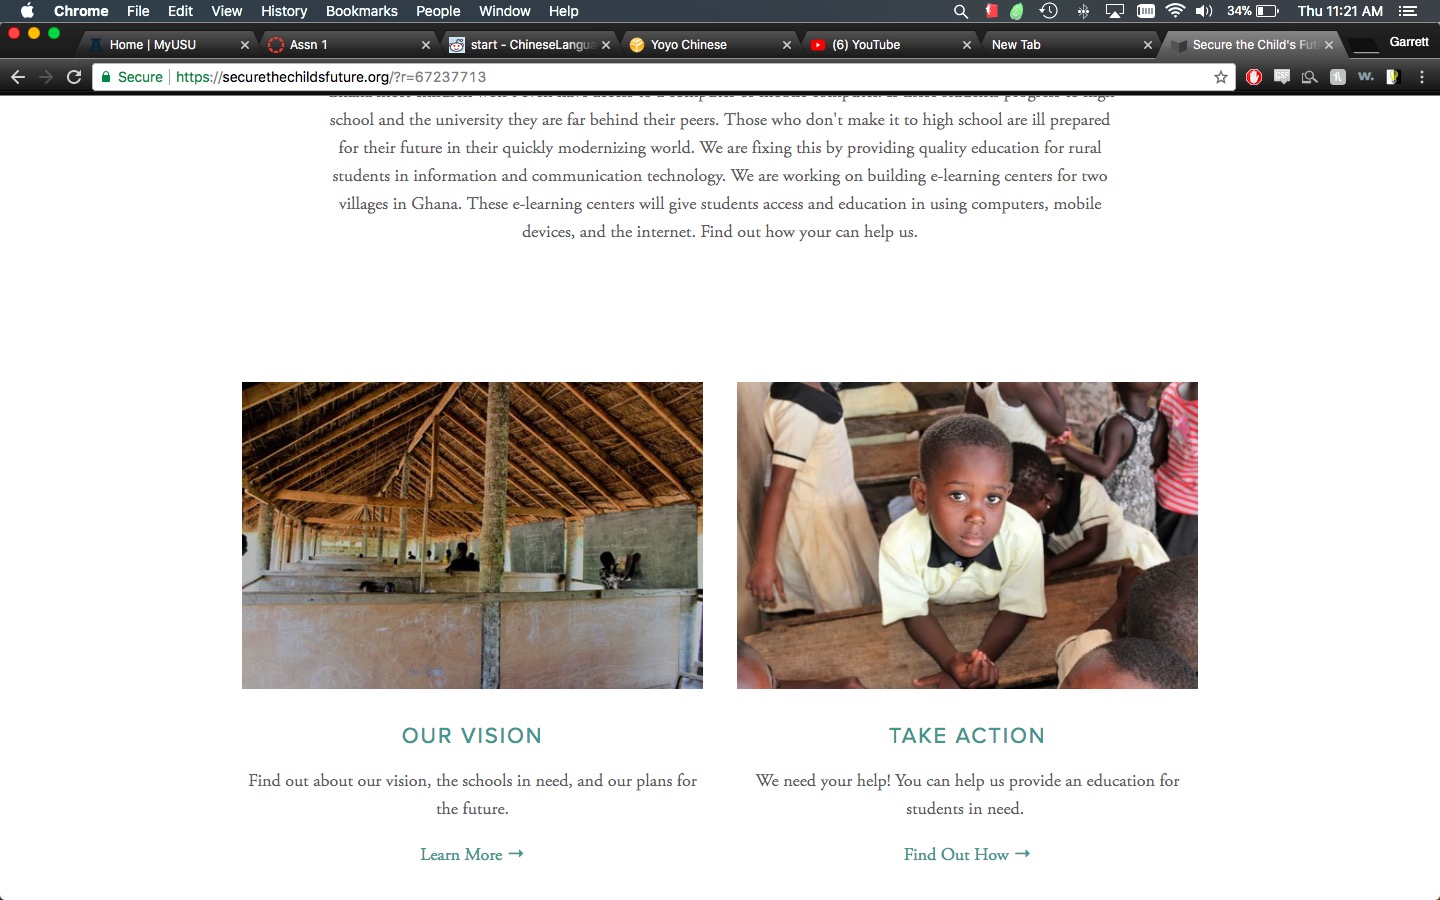 Chrome File Edit View History Bookmarks People Window Help 34% Thu 11:21 AM
Home | MyUSU Assn 1 start - ChineseLangua Yoyo Chinese (6) YouTube New Tab Secure the Child's Fut Garrett
Secure https://securethechildsfuture.org/?r=67237713
school and the university they are far behind their peers. Those who don't make it to high school are ill prepared
for their future in their quickly modernizing world. We are fixing this by providing quality education for rural
students in information and communication technology. We are working on building e-learning centers for two
villages in Ghana. These e-learning centers will give students access and education in using computers, mobile
devices, and the internet. Find out how your can help us.
OUR VISION
Find out about our vision, the schools in need, and our plans for
the future.
Learn More →
TAKE ACTION
We need your help! You can help us provide an education for
students in need.
Find Out How →